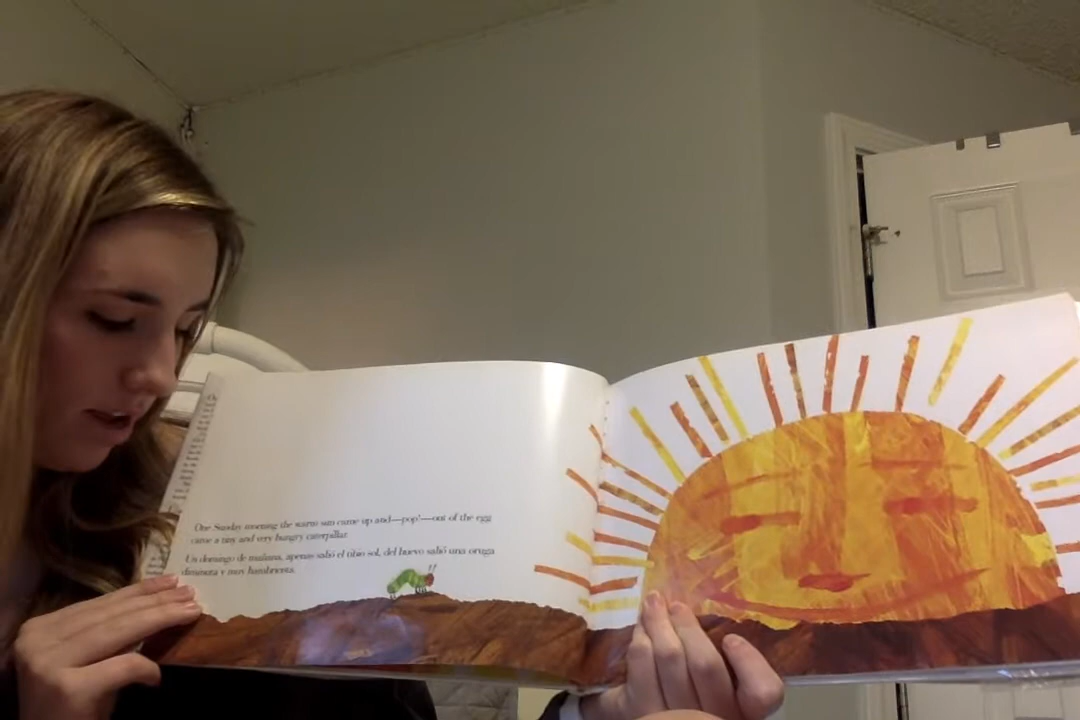 One Sunday morning the warm sun came up and—pop!—out of the egg
came a tiny and very hungry caterpillar.
Un domingo de mañana, apenas salió el tibio sol, del huevo salió una oruga
diminuta y muy hambrienta.